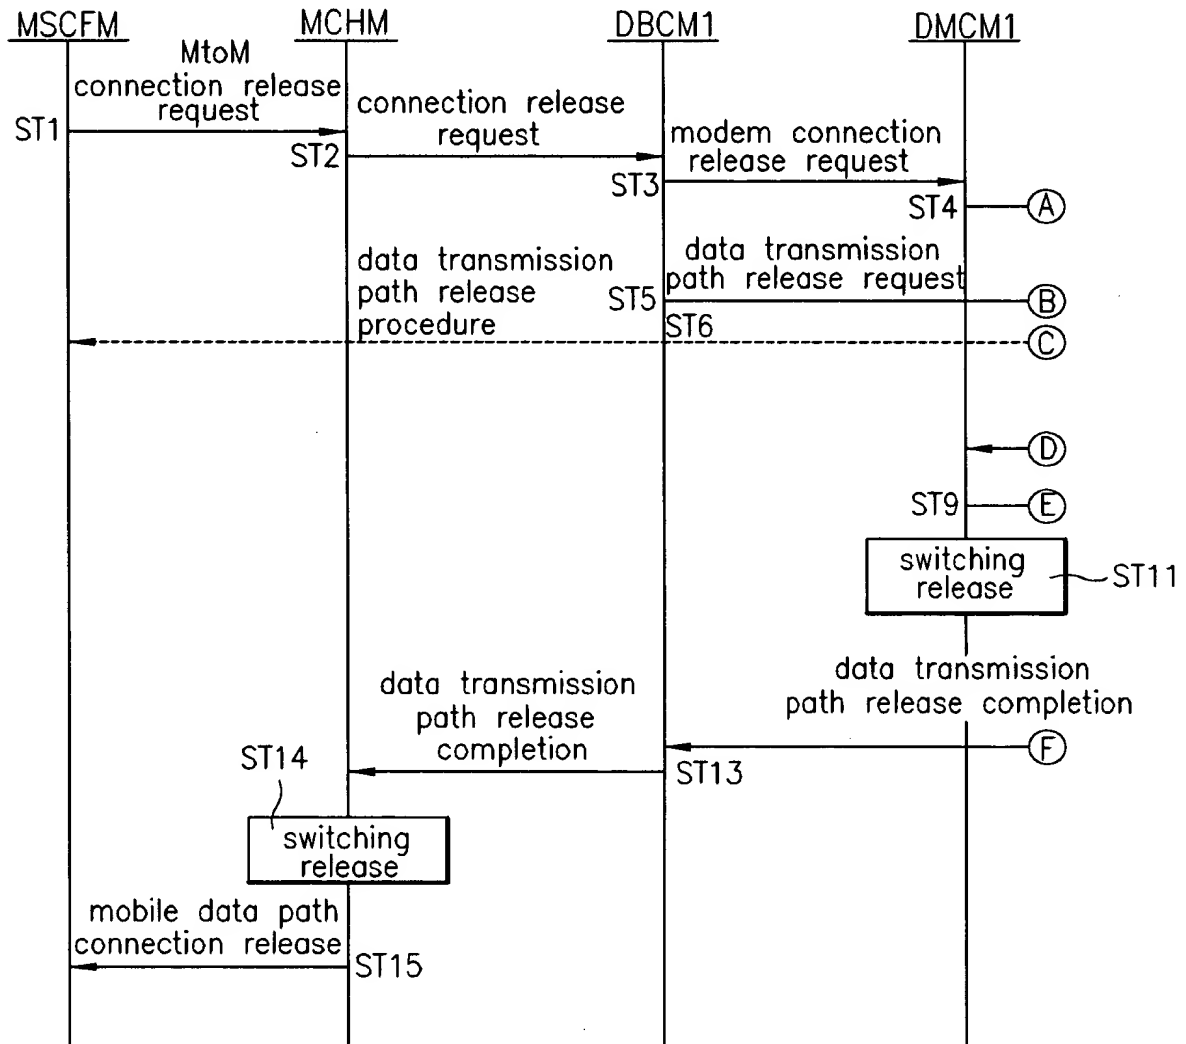 MSCFM
MCHM
DBCM1
DMCM1
MtoM
connection release
request
ST1
connection release
request
ST2
modem connection
release request
ST3
ST4
A
data transmission
path release
procedure
data transmission
path release request
ST5
B
ST6
C
D
ST9
E
switching
release
ST11
data transmission
path release completion
data transmission
path release
completion
F
ST13
ST14
switching
release
mobile data path
connection release
ST15